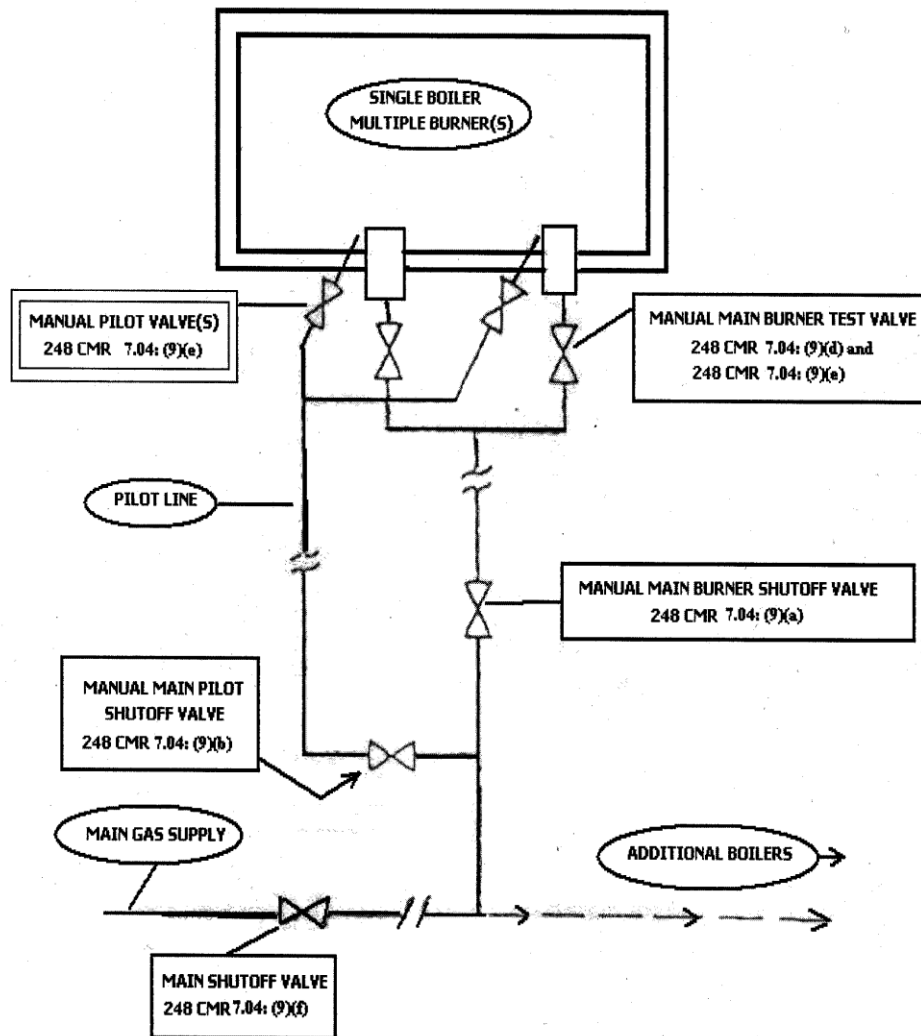 SINGLE BOILER
MULTIPLE BURNER(S)
MANUAL PILOT VALVE(S)
248 CMR 7.04: (9)(e)
MANUAL MAIN BURNER TEST VALVE
248 CMR 7.04: (9)(d) and
248 CMR 7.04: (9)(e)
PILOT LINE
MANUAL MAIN BURNER SHUTOFF VALVE
248 CMR 7.04: (9)(a)
MANUAL MAIN PILOT
SHUTOFF VALVE
248 CMR 7.04: (9)(b)
MAIN GAS SUPPLY
ADDITIONAL BOILERS
MAIN SHUTOFF VALVE
248 CMR 7.04: (9)(f)